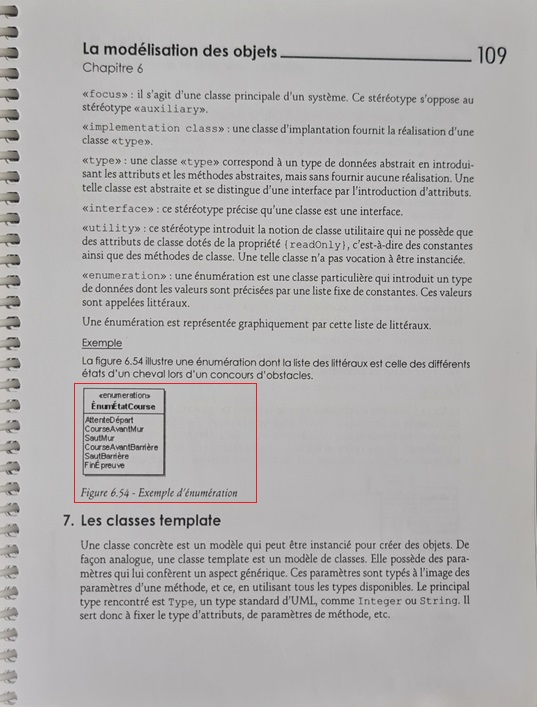 La modélisation des objets 109
Chapitre 6
«focus» : il s'agit d'une classe principale d'un système. Ce stéréotype s'oppose au
stéréotype «auxiliary».
«implementation class» : une classe d'implantation fournit la réalisation d'une
classe «type».
«type» : une classe «type» correspond à un type de données abstrait en introdui-
sant les attributs et les méthodes abstraites, mais sans fournir aucune réalisation. Une
telle classe est abstraite et se distingue d'une interface par l'introduction d'attributs.
«interface» : ce stéréotype précise qu'une classe est une interface.
«utility» : ce stéréotype introduit la notion de classe utilitaire qui ne possède que
des attributs de classe dotés de la propriété {readOnly}, c'est-à-dire des constantes
ainsi que des méthodes de classe. Une telle classe n'a pas vocation à être instanciée.
«enumeration» : une énumération est une classe particulière qui introduit un type
de données dont les valeurs sont précisées par une liste fixe de constantes. Ces valeurs
sont appelées littéraux.
Une énumération est représentée graphiquement par cette liste de littéraux.
Exemple
La figure 6.54 illustre une énumération dont la liste des littéraux est celle des différents
états d'un cheval lors d'un concours d'obstacles.
«enumeration»
ÉnumÉtatCourse
AttenteDépart
CourseAvantMur
SautMur
CourseAvantBarrière
SautBarrière
FinÉpreuve
Figure 6.54 - Exemple d'énumération
7. Les classes template
Une classe concrète est un modèle qui peut être instancié pour créer des objets. De
façon analogue, une classe template est un modèle de classes. Elle possède des para-
mètres qui lui confèrent un aspect générique. Ces paramètres sont typés à l'image des
paramètres d'une méthode, et ce, en utilisant tous les types disponibles. Le principal
type rencontré est Type, un type standard d'UML, comme Integer ou String. Il
sert donc à fixer le type d'attributs, de paramètres de méthode, etc.